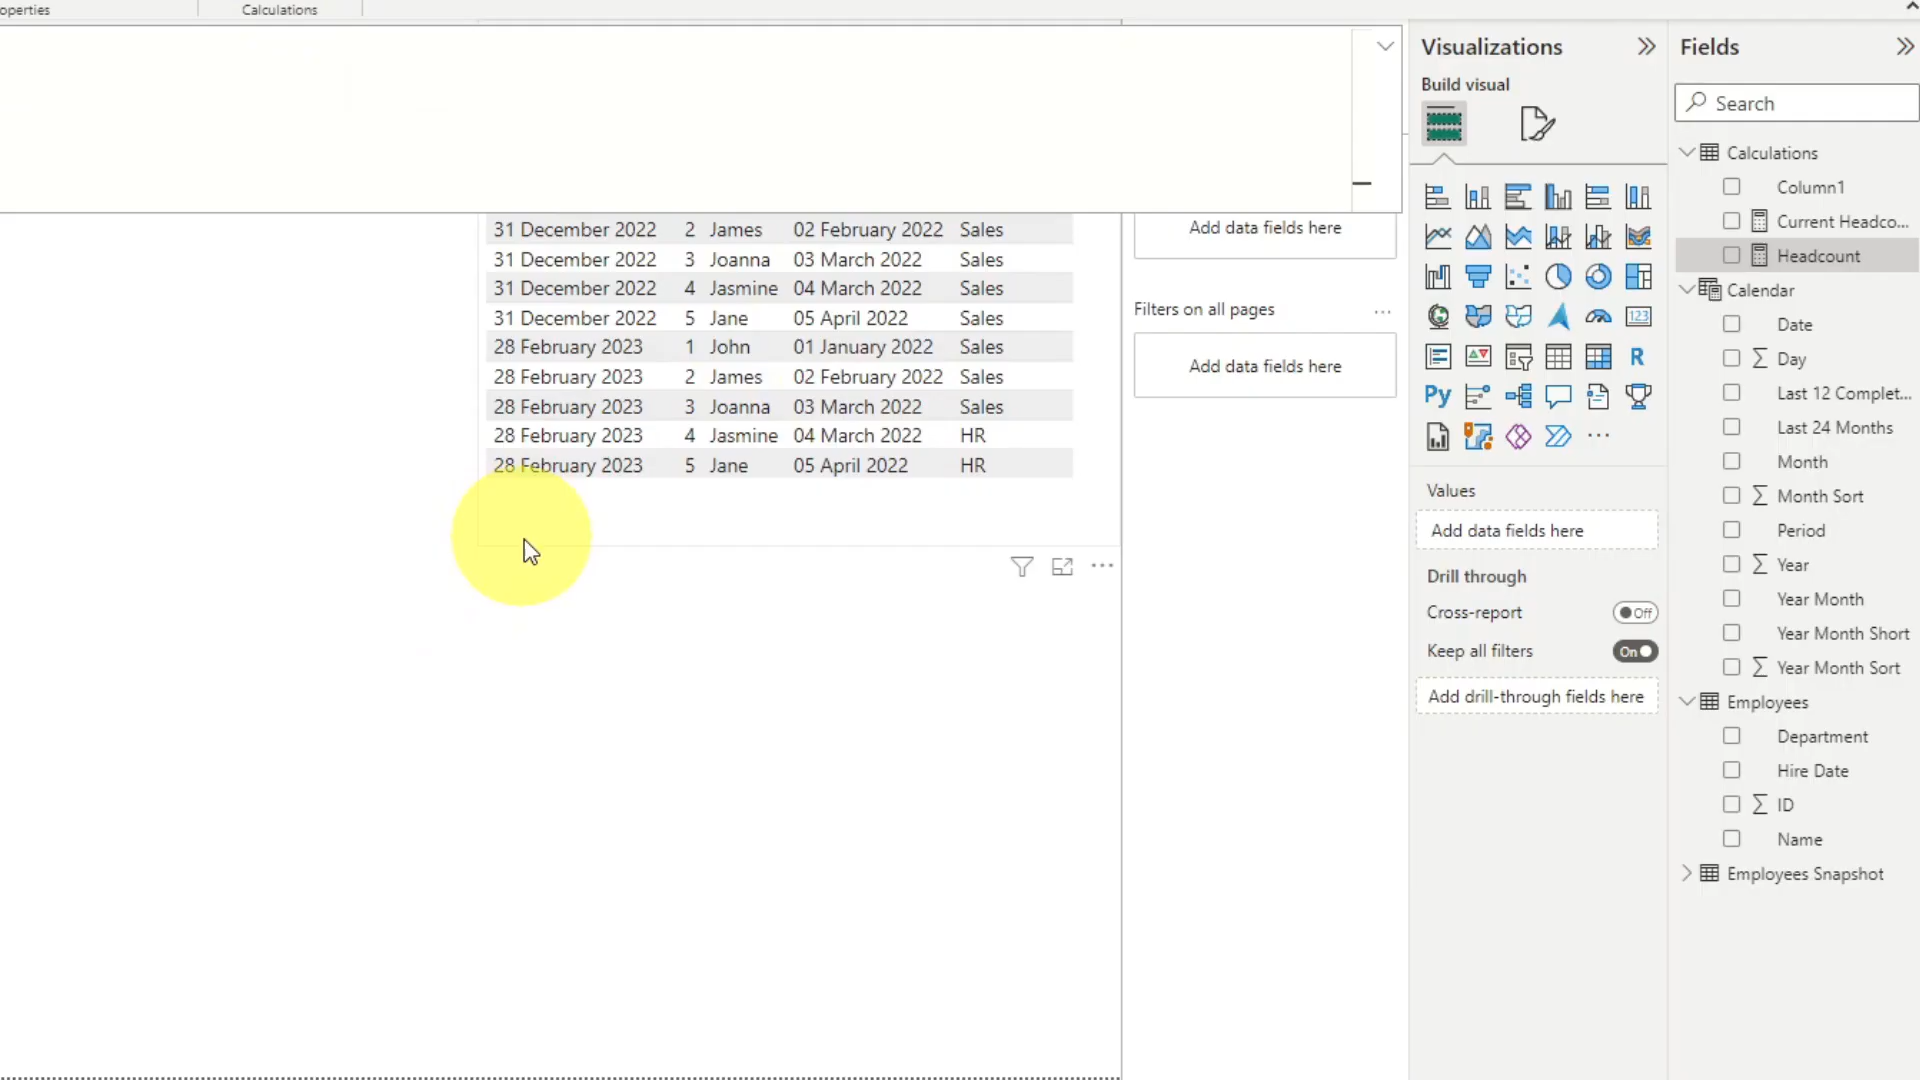 operties
Calculations
31 December 2022 2 James 02 February 2022 Sales
31 December 2022 3 Joanna 03 March 2022 Sales
31 December 2022 4 Jasmine 04 March 2022 Sales
31 December 2022 5 Jane 05 April 2022 Sales
28 February 2023 1 John 01 January 2022 Sales
28 February 2023 2 James 02 February 2022 Sales
28 February 2023 3 Joanna 03 March 2022 Sales
28 February 2023 4 Jasmine 04 March 2022 HR
28 February 2023 5 Jane 05 April 2022 HR
Add data fields here
Filters on all pages
Add data fields here
Visualizations
Build visual
123
R
Py
Values
Add data fields here
Drill through
Cross-report
Off
Keep all filters
On
Add drill-through fields here
Fields
Search
Calculations
Column1
Current Headco...
Headcount
Calendar
Date
Day
Last 12 Complet...
Last 24 Months
Month
Month Sort
Period
Year
Year Month
Year Month Short
Year Month Sort
Employees
Department
Hire Date
ID
Name
Employees Snapshot